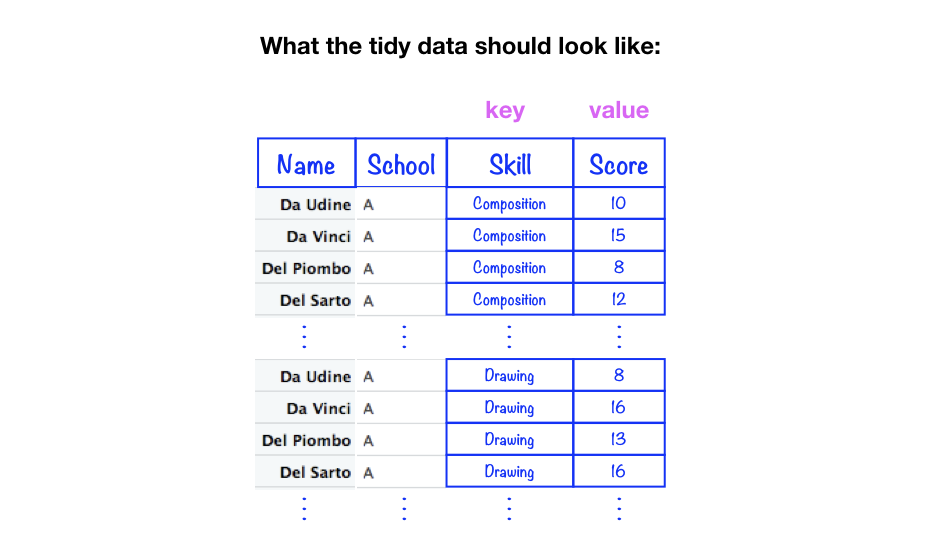 What the tidy data should look like:
key value
Name School Skill Score
Da Udine A Composition 10
Da Vinci A Composition 15
Del Piombo A Composition 8
Del Sarto A Composition 12
Da Udine A Drawing 8
Da Vinci A Drawing 16
Del Piombo A Drawing 13
Del Sarto A Drawing 16